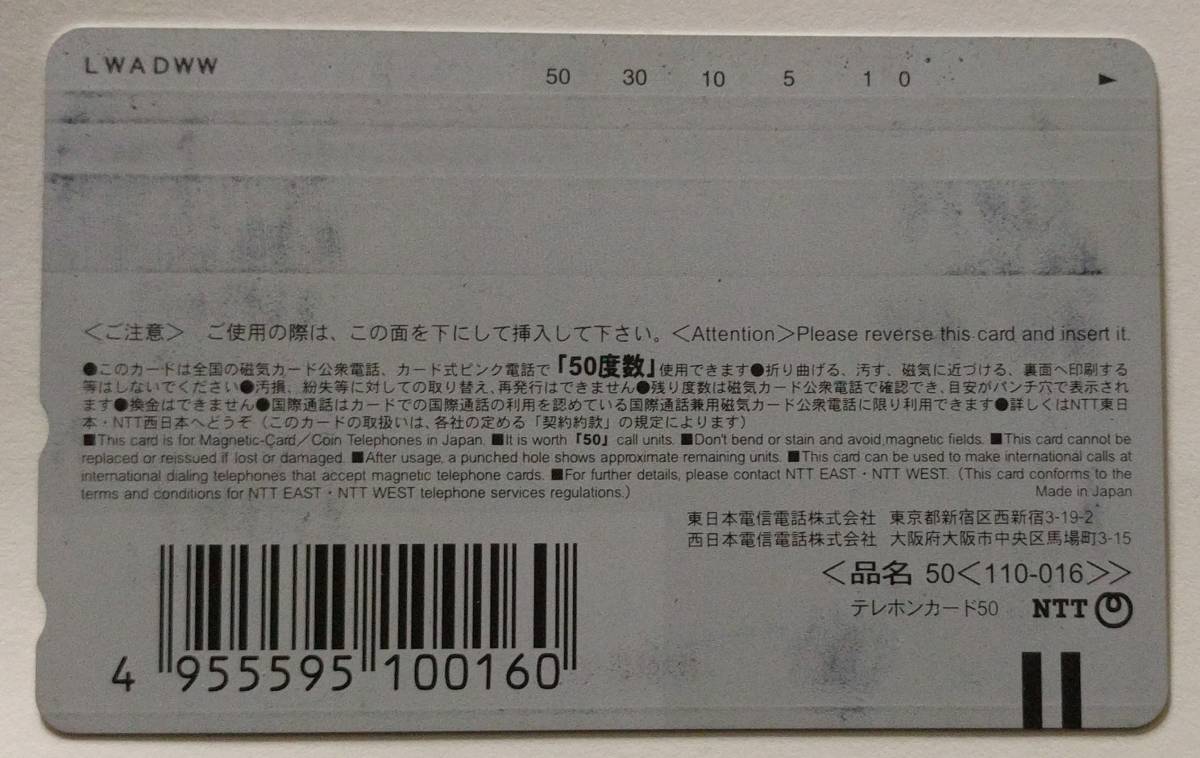 LWADWW
50 30 10 5 1 0 ►
<ご注意> ご使用の際は、この面を下にして挿入して下さい。<Attention>Please reverse this card and insert it.
●このカードは全国の磁気カード公衆電話、カード式ピンク電話で「50度数」使用できます●折り曲げる、汚す、磁気に近づける、裏面へ印刷する
等はしないでください●汚損、紛失等に対しての取り替え、再発行はできません●残り度数は磁気カード公衆電話で確認でき、目安がパンチ穴で表示され
ます●換金はできません●国際通話はカードでの国際通話の利用を認めている国際通話兼用磁気カード公衆電話に限り利用できます●詳しくはNTT東日
本・NTT西日本へどうぞ（このカードの取扱いは、各社の定める「契約約款」の規定によります）
■This card is for Magnetic-Card／Coin Telephones in Japan. ■It is worth「50」call units. ■Don't bend or stain and avoid magnetic fields. ■This card cannot be
replaced or reissued if lost or damaged. ■After usage, a punched hole shows approximate remaining units. ■This card can be used to make international calls at
international dialing telephones that accept magnetic telephone cards. ■For further details, please contact NTT EAST・NTT WEST.（This card conforms to the
terms and conditions for NTT EAST・NTT WEST telephone services regulations.） Made in Japan
東日本電信電話株式会社 東京都新宿区西新宿3-19-2
西日本電信電話株式会社 大阪府大阪市中央区馬場町3-15
<品名 50<110-016>>
テレホンカード50 NTT
4 955595 100160